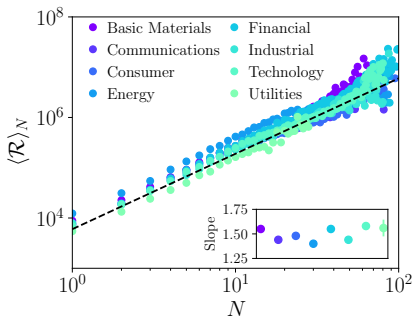 10^8
10^6
10^4
⟨ℛ⟩_N
Basic Materials
Communications
Consumer
Energy
Financial
Industrial
Technology
Utilities
Slope
1.75
1.50
1.25
10^0
10^1
10^2
N